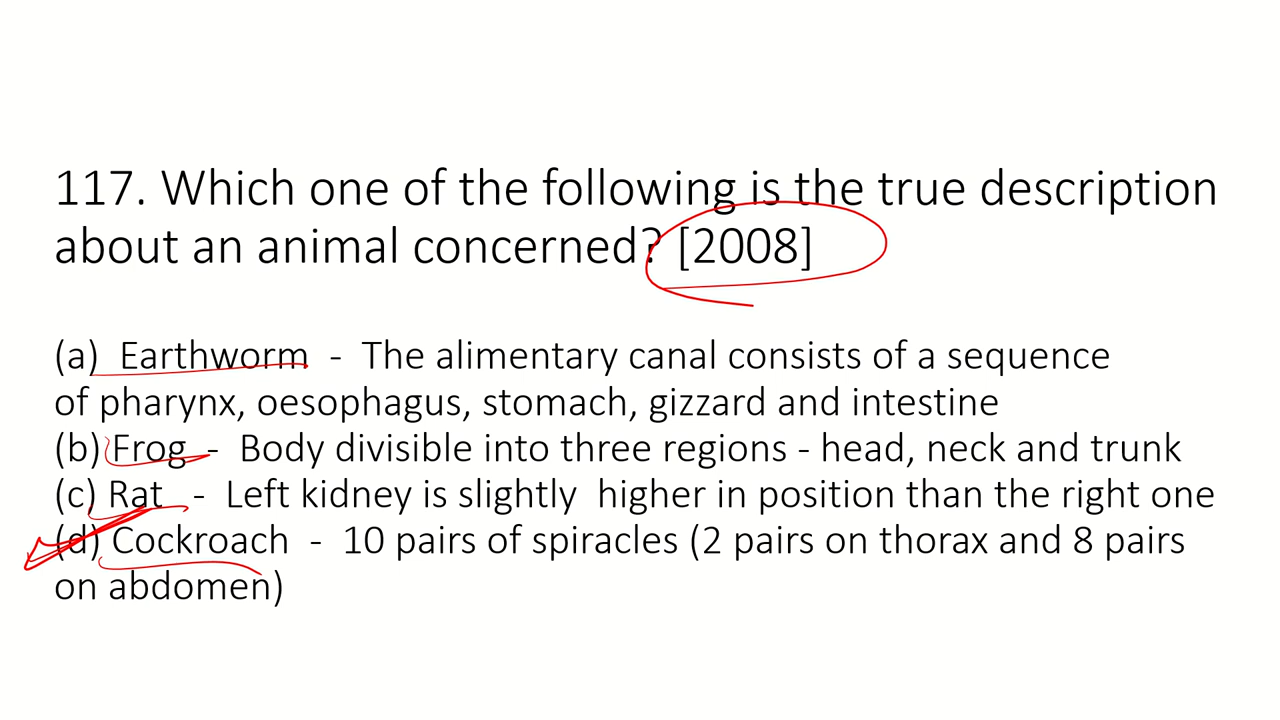 117. Which one of the following is the true description
about an animal concerned? [2008]
(a) Earthworm - The alimentary canal consists of a sequence
of pharynx, oesophagus, stomach, gizzard and intestine
(b) Frog - Body divisible into three regions - head, neck and trunk
(c) Rat - Left kidney is slightly higher in position than the right one
(d) Cockroach - 10 pairs of spiracles (2 pairs on thorax and 8 pairs
on abdomen)